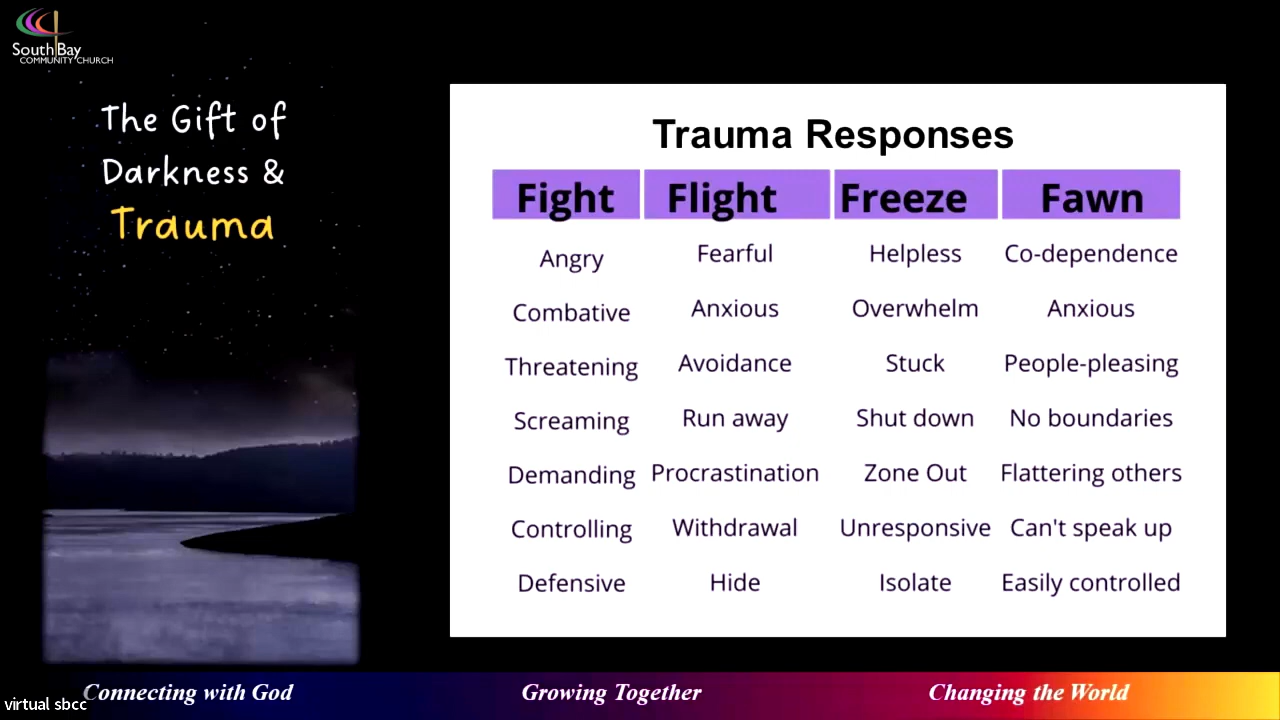 South Bay
COMMUNITY CHURCH
The Gift of
Darkness &
Trauma
Trauma Responses
Fight Flight Freeze Fawn
Angry Fearful Helpless Co-dependence
Combative Anxious Overwhelm Anxious
Threatening Avoidance Stuck People-pleasing
Screaming Run away Shut down No boundaries
Demanding Procrastination Zone Out Flattering others
Controlling Withdrawal Unresponsive Can't speak up
Defensive Hide Isolate Easily controlled
Connecting with God Growing Together Changing the World
virtual sbcc